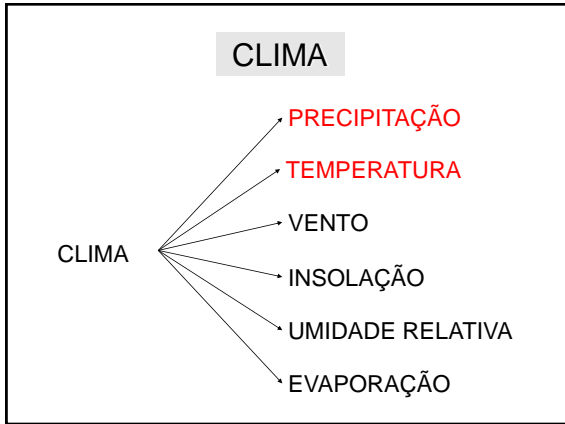 CLIMA
PRECIPITAÇÃO
TEMPERATURA
VENTO
CLIMA
INSOLAÇÃO
UMIDADE RELATIVA
EVAPORAÇÃO